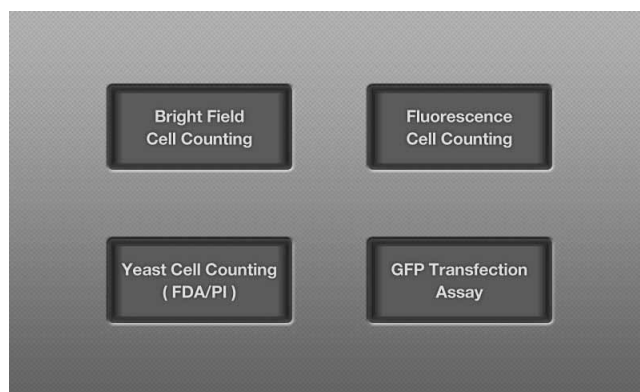 Bright Field
Cell Counting
Fluorescence
Cell Counting
Yeast Cell Counting
( FDA/PI )
GFP Transfection
Assay